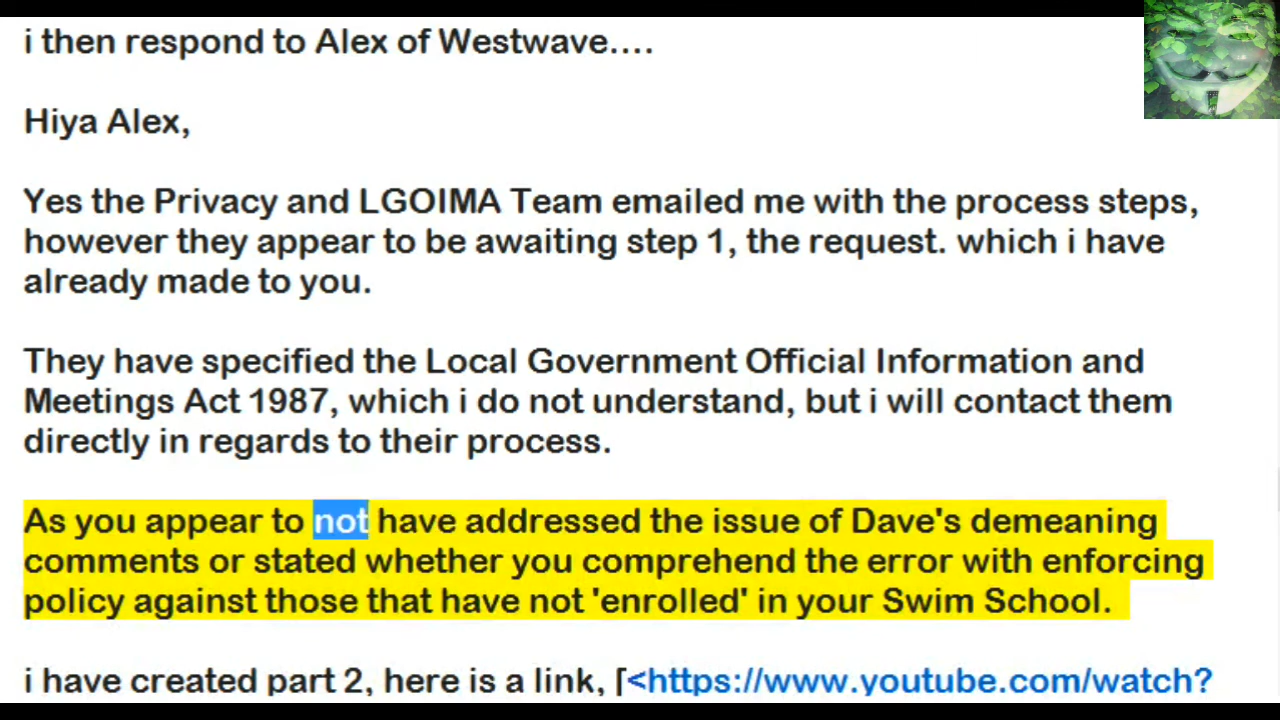 i then respond to Alex of Westwave....
Hiya Alex,
Yes the Privacy and LGOIMA Team emailed me with the process steps,
however they appear to be awaiting step 1, the request. which i have
already made to you.
They have specified the Local Government Official Information and
Meetings Act 1987, which i do not understand, but i will contact them
directly in regards to their process.
As you appear to not have addressed the issue of Dave's demeaning
comments or stated whether you comprehend the error with enforcing
policy against those that have not 'enrolled' in your Swim School.
i have created part 2, here is a link, [<https://www.youtube.com/watch?